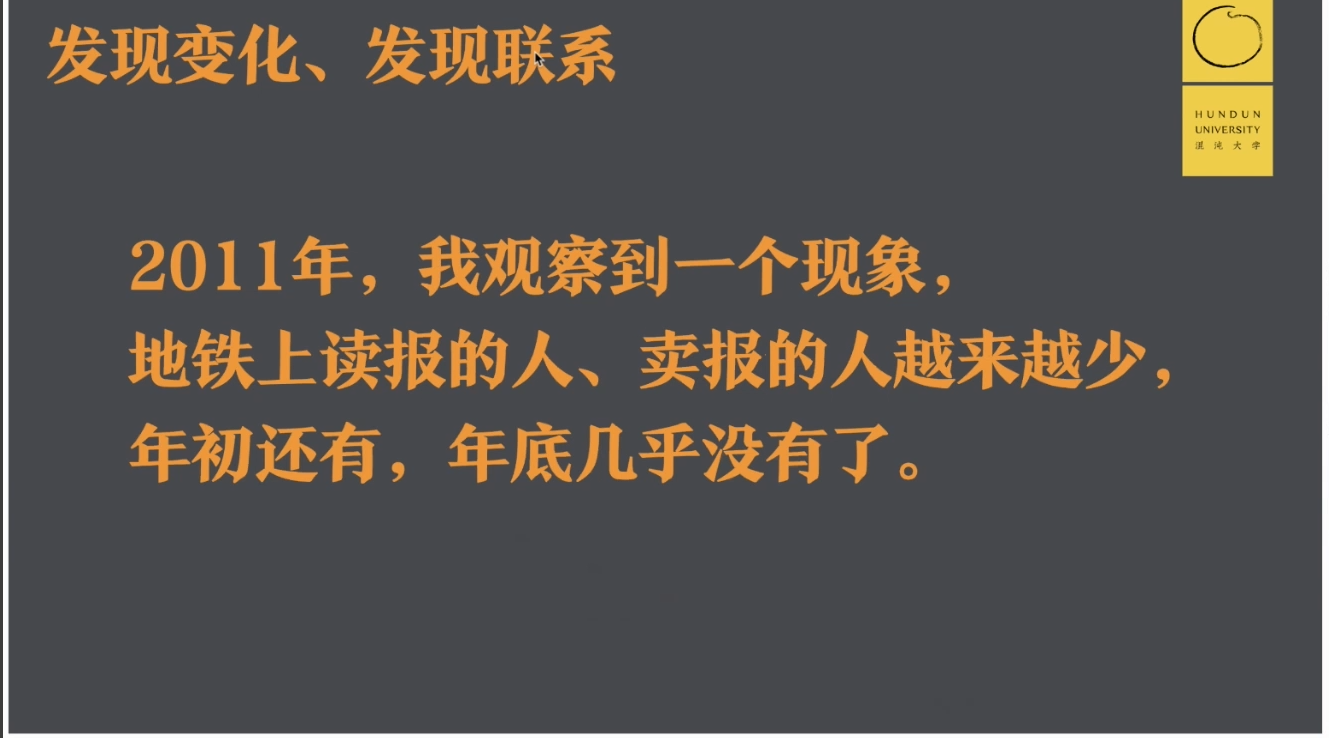 发现变化、发现联系
HUNDUN
UNIVERSITY
混沌大学
2011年，我观察到一个现象，
地铁上读报的人、卖报的人越来越少，
年初还有，年底几乎没有了。